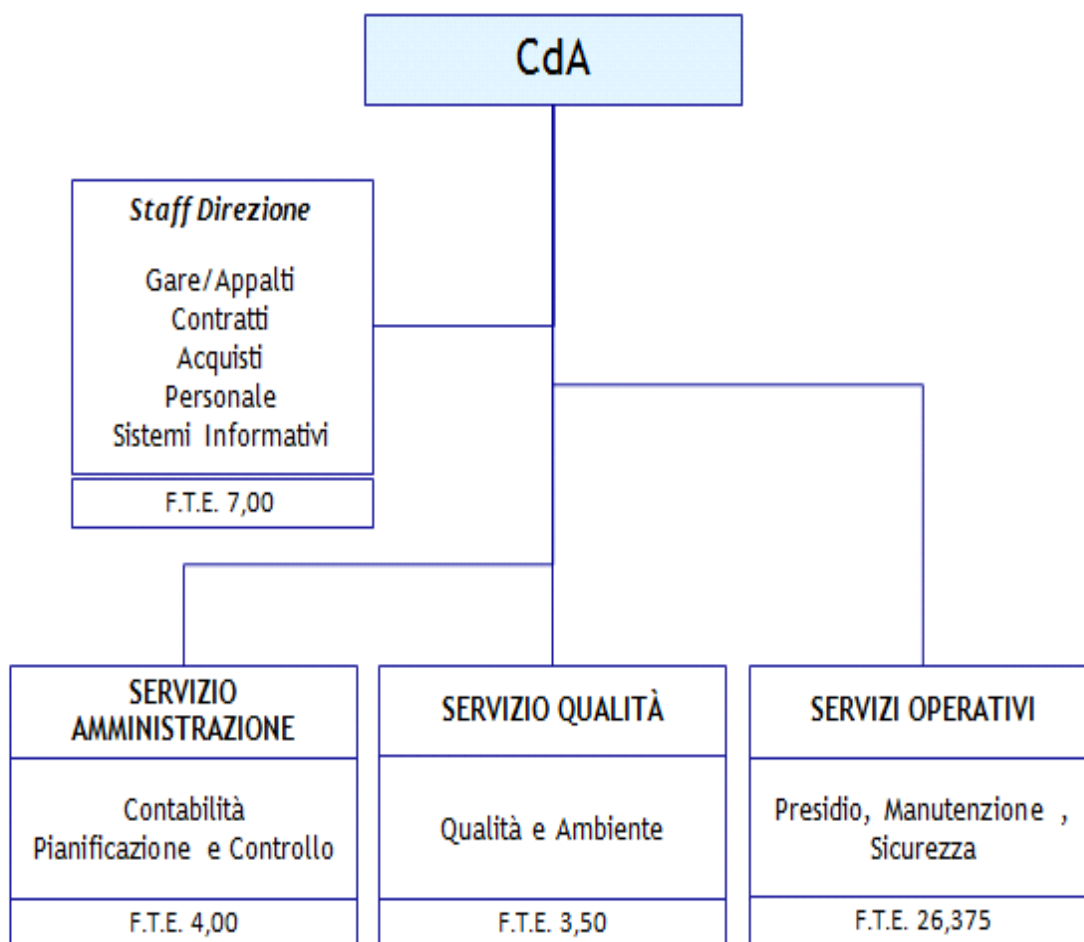 CdA
Staff Direzione
Gare/Appalti
Contratti
Acquisti
Personale
Sistemi Informativi
F.T.E. 7,00
SERVIZIO
AMMINISTRAZIONE
Contabilità
Pianificazione e Controllo
F.T.E. 4,00
SERVIZIO QUALITÀ
Qualità e Ambiente
F.T.E. 3,50
SERVIZI OPERATIVI
Presidio, Manutenzione ,
Sicurezza
F.T.E. 26,375